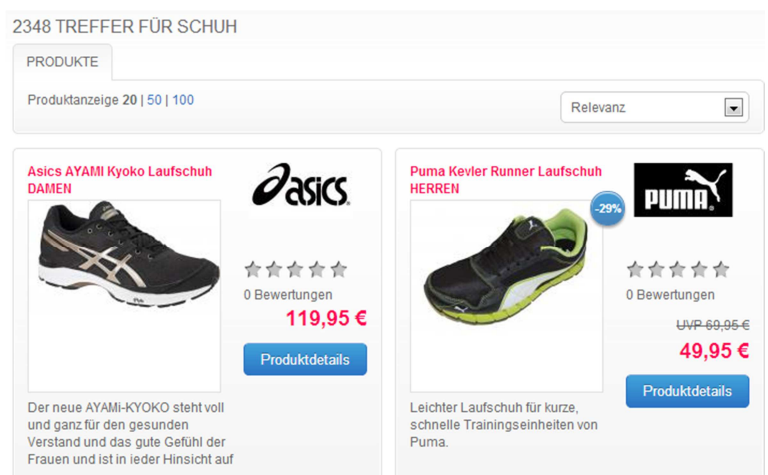 2348 TREFFER FÜR SCHUH
PRODUKTE
Produktanzeige 20 | 50 | 100
Relevanz
Asics AYAMI Kyoko Laufschuh
DAMEN
asics
0 Bewertungen
119,95 €
Produktdetails
Der neue AYAMi-KYOKO steht voll
und ganz für den gesunden
Verstand und das gute Gefühl der
Frauen und ist in jeder Hinsicht auf
Puma Kevler Runner Laufschuh
HERREN
-29%
PUMA
0 Bewertungen
UVP 69,95 €
49,95 €
Produktdetails
Leichter Laufschuh für kurze,
schnelle Trainingseinheiten von
Puma.